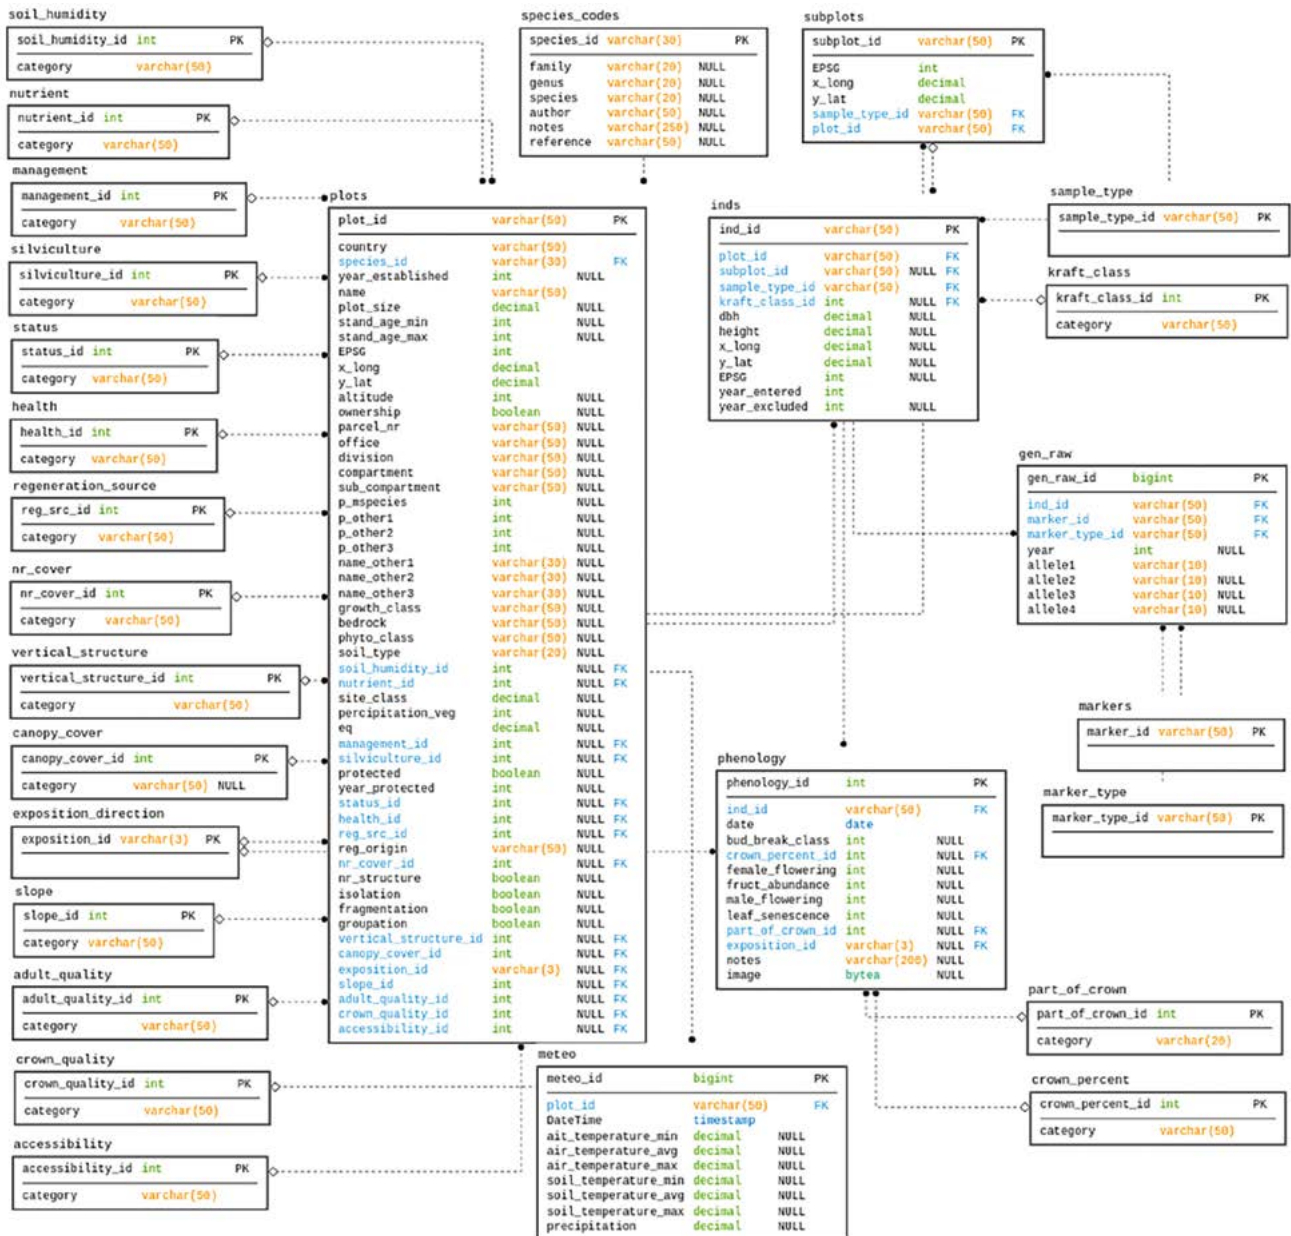 soil_humidity
soil_humidity_id int PK
category varchar(50)
nutrient
nutrient_id int PK
category varchar(50)
management
management_id int PK
category varchar(50)
silviculture
silviculture_id int PK
category varchar(50)
status
status_id int PK
category varchar(50)
health
health_id int PK
category varchar(50)
regeneration_source
reg_src_id int PK
category varchar(50)
nr_cover
nr_cover_id int PK
category varchar(50)
vertical_structure
vertical_structure_id int PK
category varchar(50)
canopy_cover
canopy_cover_id int PK
category varchar(50) NULL
exposition_direction
exposition_id varchar(3) PK
slope
slope_id int PK
category varchar(50)
adult_quality
adult_quality_id int PK
category varchar(50)
crown_quality
crown_quality_id int PK
category varchar(50)
accessibility
accessibility_id int PK
category varchar(50)
species_codes
species_id varchar(30) PK
family varchar(20) NULL
genus varchar(20) NULL
species varchar(20) NULL
author varchar(50) NULL
notes varchar(250) NULL
reference varchar(50) NULL
plots
plot_id varchar(50) PK
country varchar(50)
species_id varchar(30) FK
year_established int NULL
name varchar(50)
plot_size decimal NULL
stand_age_min int NULL
stand_age_max int NULL
EPSG int
x_long decimal
y_lat decimal
altitude int NULL
ownership boolean NULL
parcel_nr varchar(50) NULL
office varchar(50) NULL
division varchar(50) NULL
compartment varchar(50) NULL
sub_compartment varchar(50) NULL
p_mspecies int NULL
p_other1 int NULL
p_other2 int NULL
p_other3 int NULL
name_other1 varchar(30) NULL
name_other2 varchar(30) NULL
name_other3 varchar(30) NULL
growth_class varchar(50) NULL
bedrock varchar(50) NULL
phyto_class varchar(50) NULL
soil_type varchar(20) NULL
soil_humidity_id int NULL FK
nutrient_id int NULL FK
site_class decimal NULL
percipitation_veg int NULL
eq decimal NULL
management_id int NULL FK
silviculture_id int NULL FK
protected boolean NULL
year_protected int NULL
status_id int NULL FK
health_id int NULL FK
reg_src_id int NULL FK
reg_origin varchar(50) NULL
nr_cover_id int NULL FK
nr_structure boolean NULL
isolation boolean NULL
fragmentation boolean NULL
groupation boolean NULL
vertical_structure_id int NULL FK
canopy_cover_id int NULL FK
exposition_id varchar(3) NULL FK
slope_id int NULL FK
adult_quality_id int NULL FK
crown_quality_id int NULL FK
accessibility_id int NULL FK
meteo
meteo_id bigint PK
plot_id varchar(50) FK
DateTime timestamp
ait_temperature_min decimal NULL
air_temperature_avg decimal NULL
air_temperature_max decimal NULL
soil_temperature_min decimal NULL
soil_temperature_avg decimal NULL
soil_temperature_max decimal NULL
precipitation decimal NULL
subplots
subplot_id varchar(50) PK
EPSG int
x_long decimal
y_lat decimal
sample_type_id varchar(50) FK
plot_id varchar(50) FK
inds
ind_id varchar(50) PK
plot_id varchar(50) FK
subplot_id varchar(50) NULL FK
sample_type_id varchar(50) FK
kraft_class_id int NULL FK
dbh decimal NULL
height decimal NULL
x_long decimal NULL
y_lat decimal NULL
EPSG int NULL
year_entered int
year_excluded int NULL
sample_type
sample_type_id varchar(50) PK
kraft_class
kraft_class_id int PK
category varchar(50)
gen_raw
gen_raw_id bigint PK
ind_id varchar(50) FK
marker_id varchar(50) FK
marker_type_id varchar(50) FK
year int NULL
allele1 varchar(10)
allele2 varchar(10) NULL
allele3 varchar(10) NULL
allele4 varchar(10) NULL
markers
marker_id varchar(50) PK
marker_type
marker_type_id varchar(50) PK
phenology
phenology_id int PK
ind_id varchar(50) FK
date date
bud_break_class int NULL
crown_percent_id int NULL FK
female_flowering int NULL
fruct_abundance int NULL
male_flowering int NULL
leaf_senescence int NULL
part_of_crown_id int NULL FK
exposition_id varchar(3) NULL FK
notes varchar(200) NULL
image bytea NULL
part_of_crown
part_of_crown_id int PK
category varchar(20)
crown_percent
crown_percent_id int PK
category varchar(50)